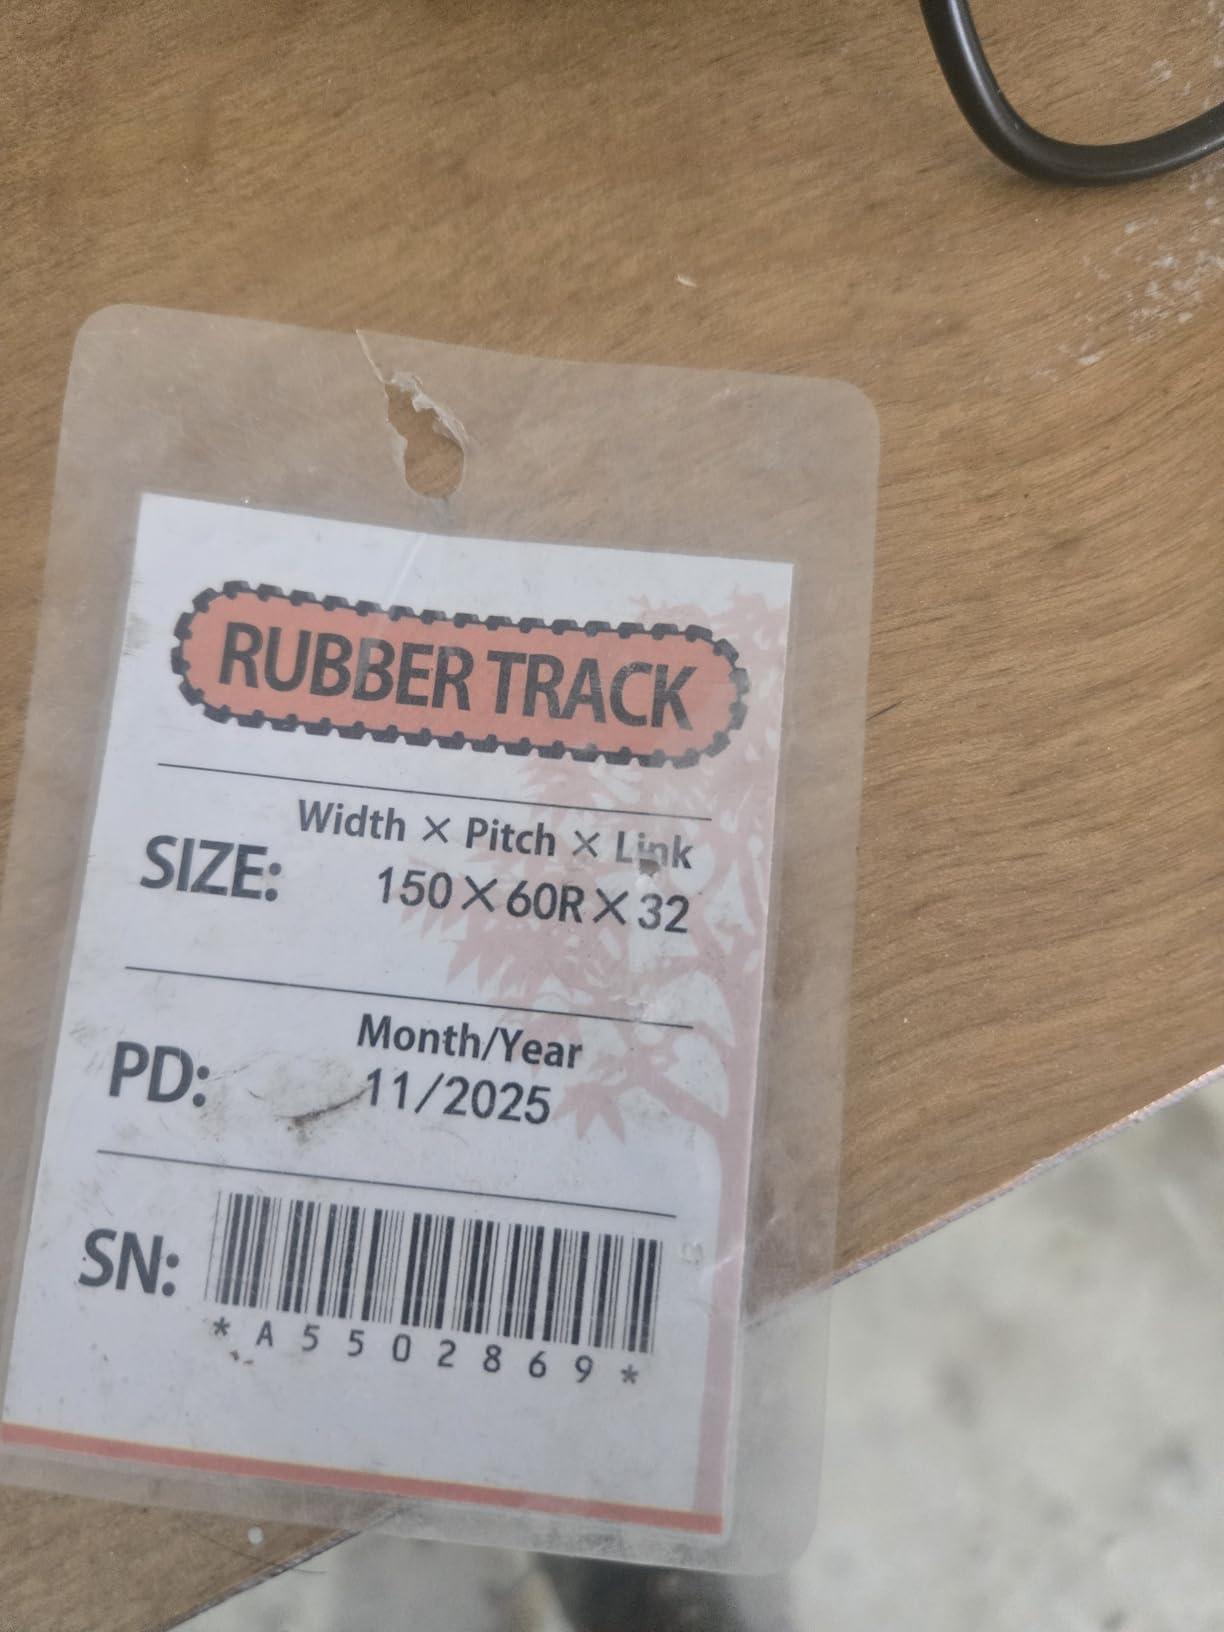 RUBBER TRACK
Width × Pitch × Link
SIZE: 150×60R×32
Month/Year
PD: 11/2025
SN:
*A5502869*